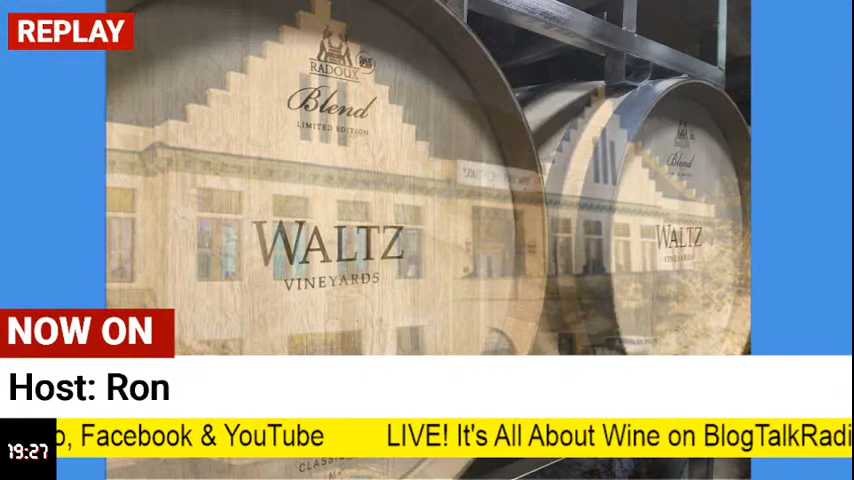 REPLAY
RADOUX
Blend
LIMITED EDITION
WALTZ
VINEYARDS
RADOUX
Blend
WALTZ
VINEYARDS
NOW ON
Host: Ron
19:27
o, Facebook & YouTube LIVE! It's All About Wine on BlogTalkRadi